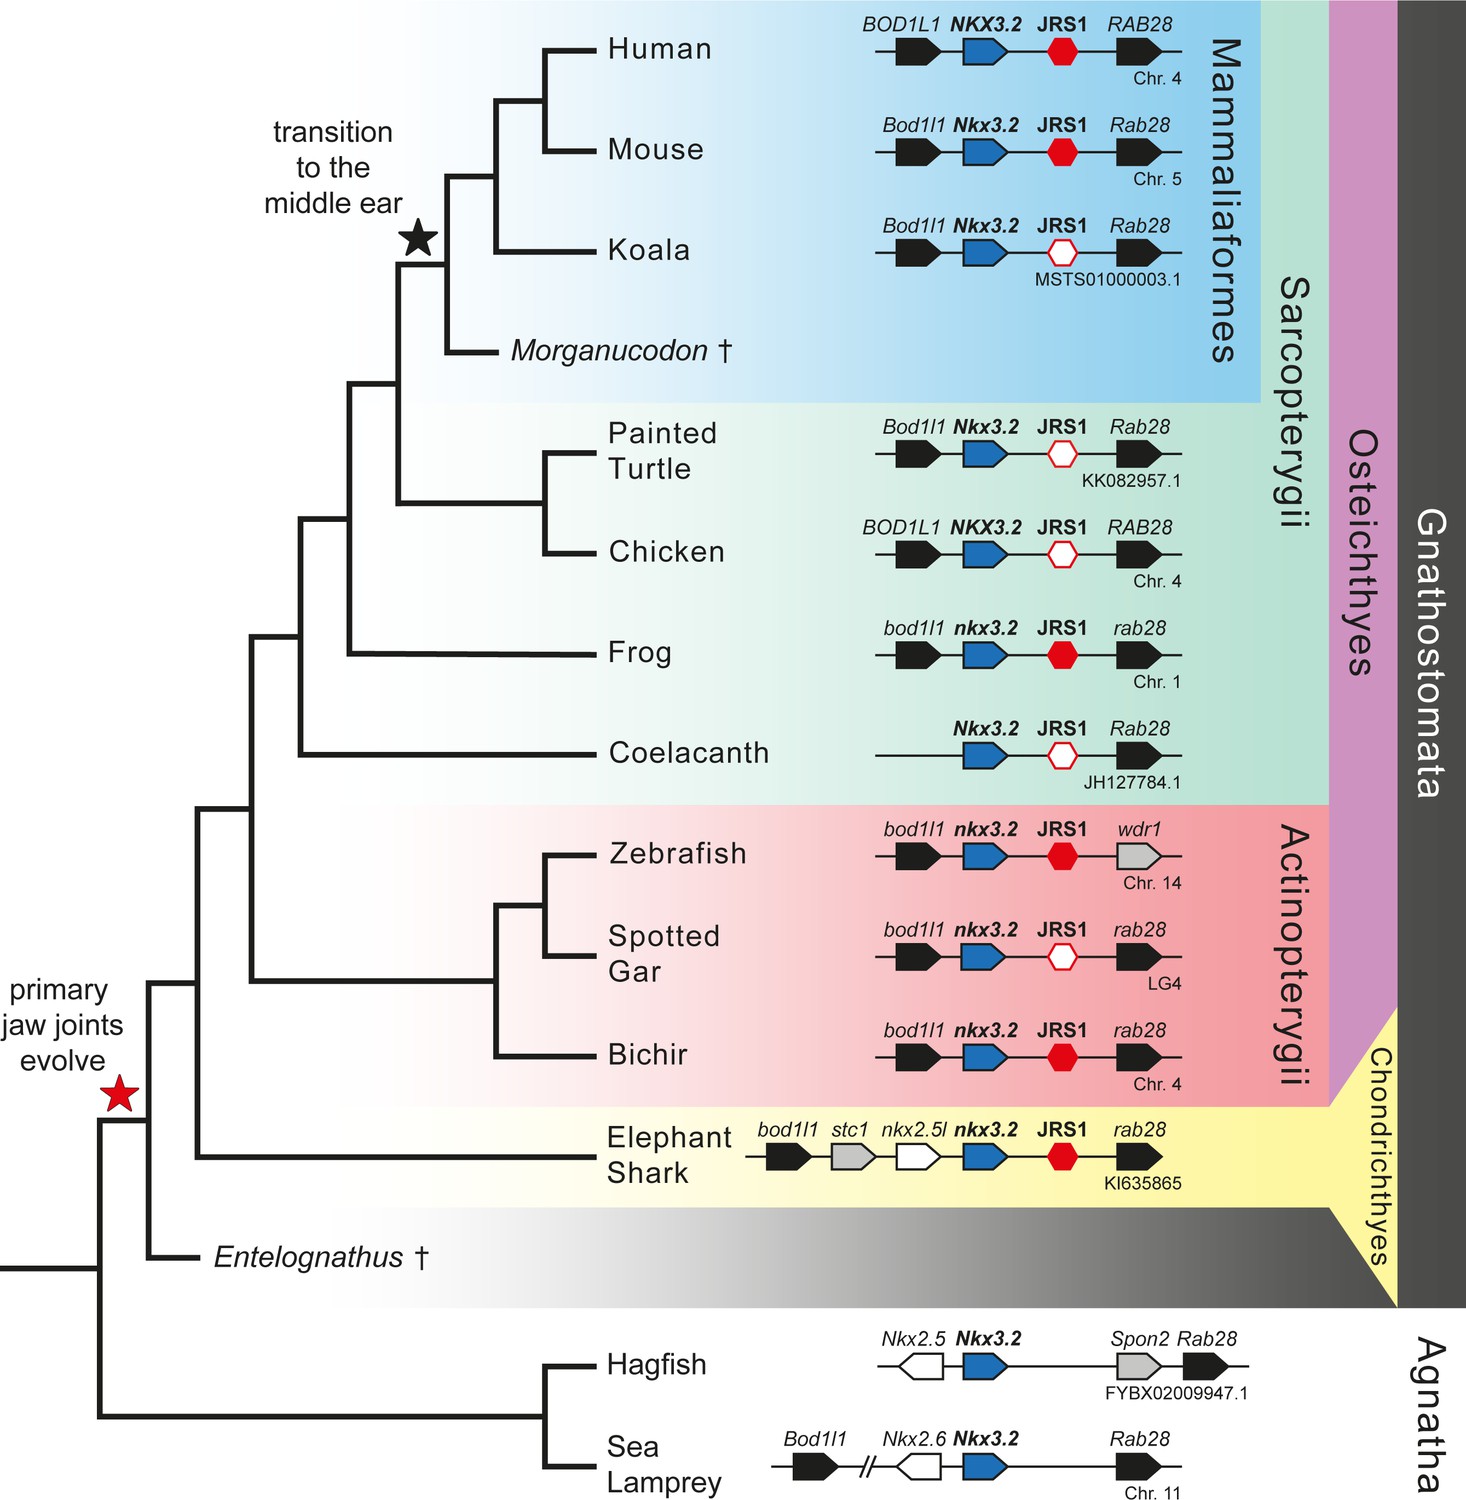 BOD1L1 NKX3.2 JRS1 RAB28
Human
Chr. 4
transition
to the
middle ear
Bod1l1 Nkx3.2 JRS1 Rab28
Mouse
Chr. 5
Bod1l1 Nkx3.2 JRS1 Rab28
Koala
MSTS01000003.1
Morganucodon †
Mammaliaformes
Bod1l1 Nkx3.2 JRS1 Rab28
Painted
Turtle
KK082957.1
BOD1L1 NKX3.2 JRS1 RAB28
Chicken
Chr. 4
bod1l1 nkx3.2 JRS1 rab28
Frog
Chr. 1
Nkx3.2 JRS1 Rab28
Coelacanth
JH127784.1
Sarcopterygii
bod1l1 nkx3.2 JRS1 wdr1
Zebrafish
Chr. 14
bod1l1 nkx3.2 JRS1 rab28
Spotted
Gar
LG4
bod1l1 nkx3.2 JRS1 rab28
Bichir
Chr. 4
Actinopterygii
Osteichthyes
primary
jaw joints
evolve
bod1l1 stc1 nkx2.5l nkx3.2 JRS1 rab28
Elephant
Shark
KI635865
Chondrichthyes
Entelognathus †
Gnathostomata
Nkx2.5 Nkx3.2 Spon2 Rab28
Hagfish
FYBX02009947.1
Bod1l1 Nkx2.6 Nkx3.2 Rab28
Sea
Lamprey
Chr. 11
Agnatha